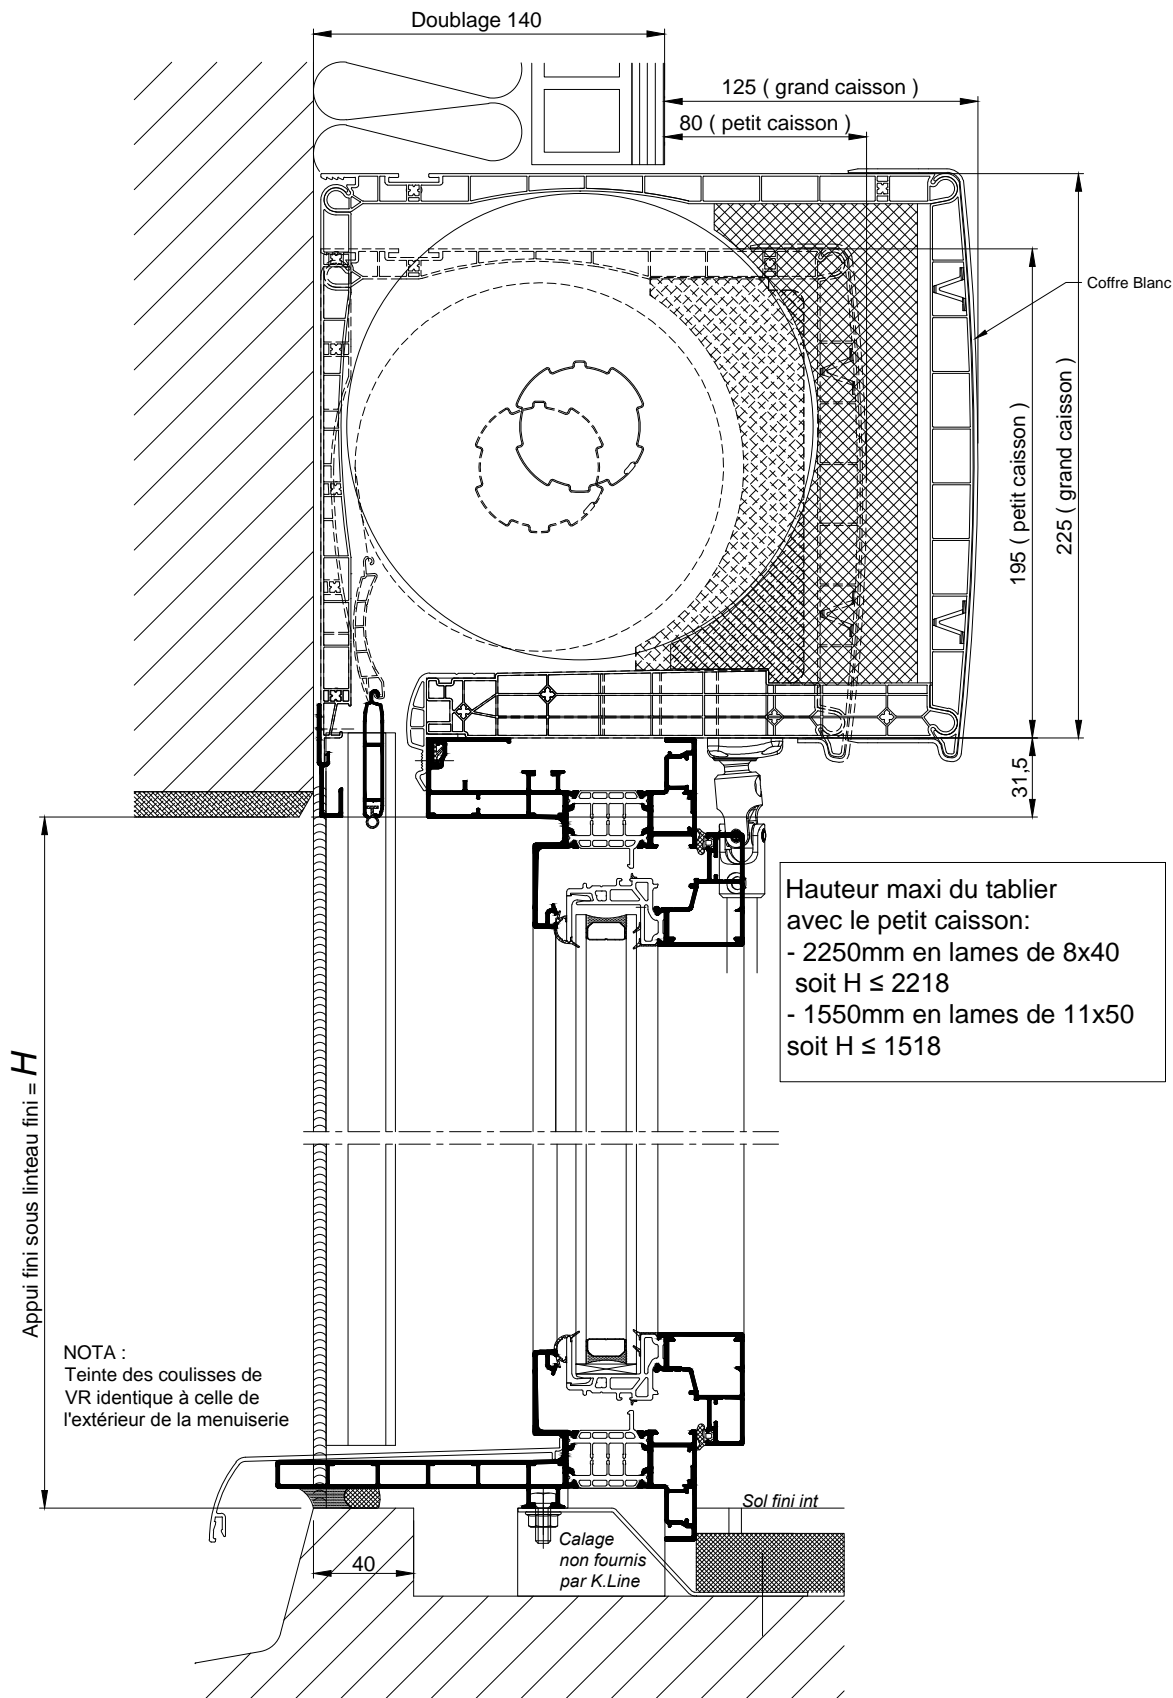 Doublage 140
125 ( grand caisson )
80 ( petit caisson )
Coffre Blanc
195 ( petit caisson )
225 ( grand caisson )
31,5
Hauteur maxi du tablier
avec le petit caisson:
- 2250mm en lames de 8x40
soit H ≤ 2218
- 1550mm en lames de 11x50
soit H ≤ 1518
Appui fini sous linteau fini = H
NOTA :
Teinte des coulisses de
VR identique à celle de
l'extérieur de la menuiserie
Sol fini int
Calage
non fournis
par K.Line
40